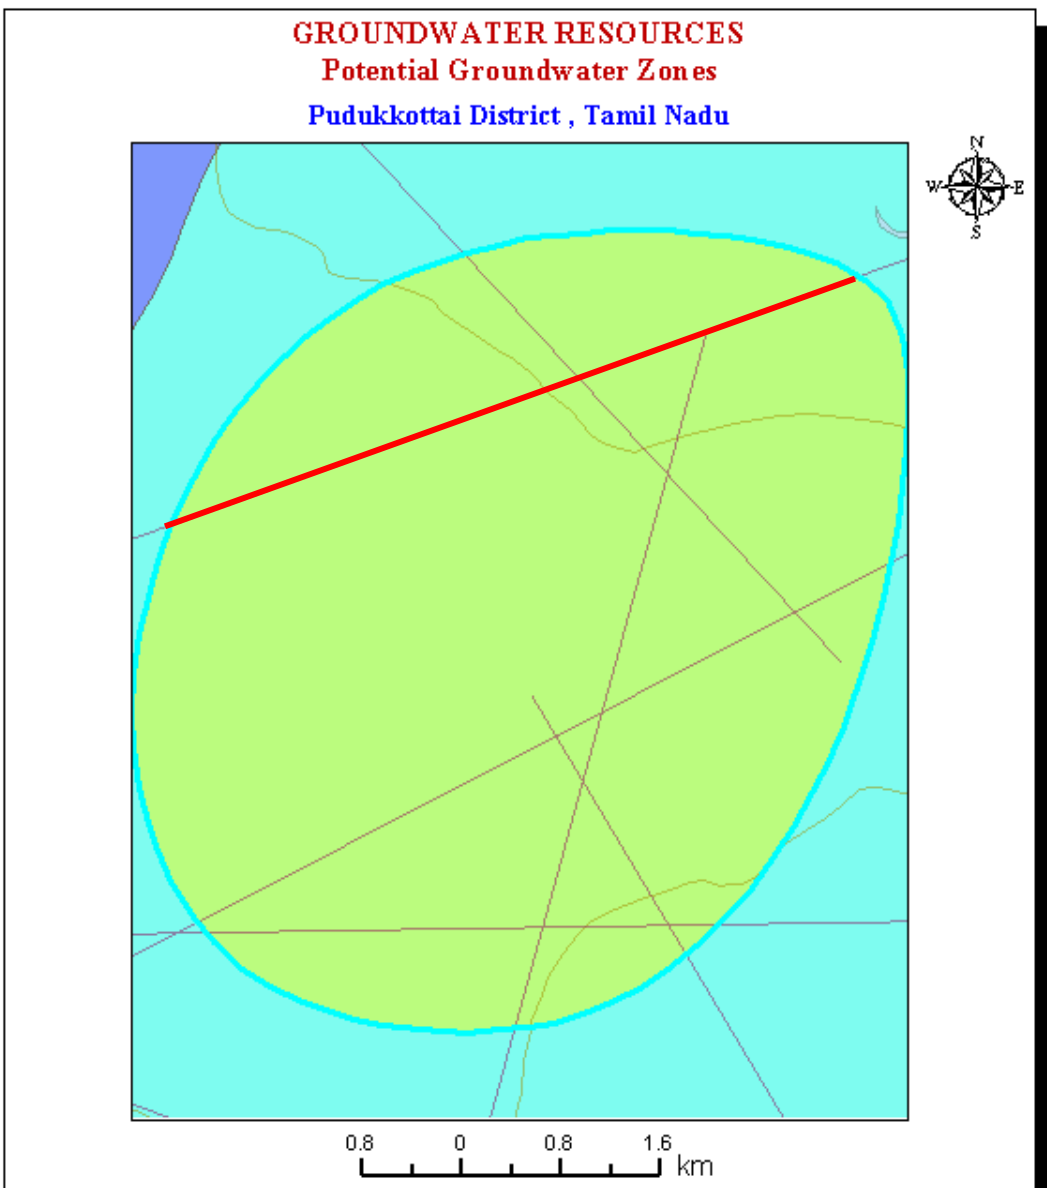 GROUNDWATER RESOURCES
Potential Groundwater Zones
Pudukkottai District , Tamil Nadu
N
W E
S
0.8 0 0.8 1.6
km